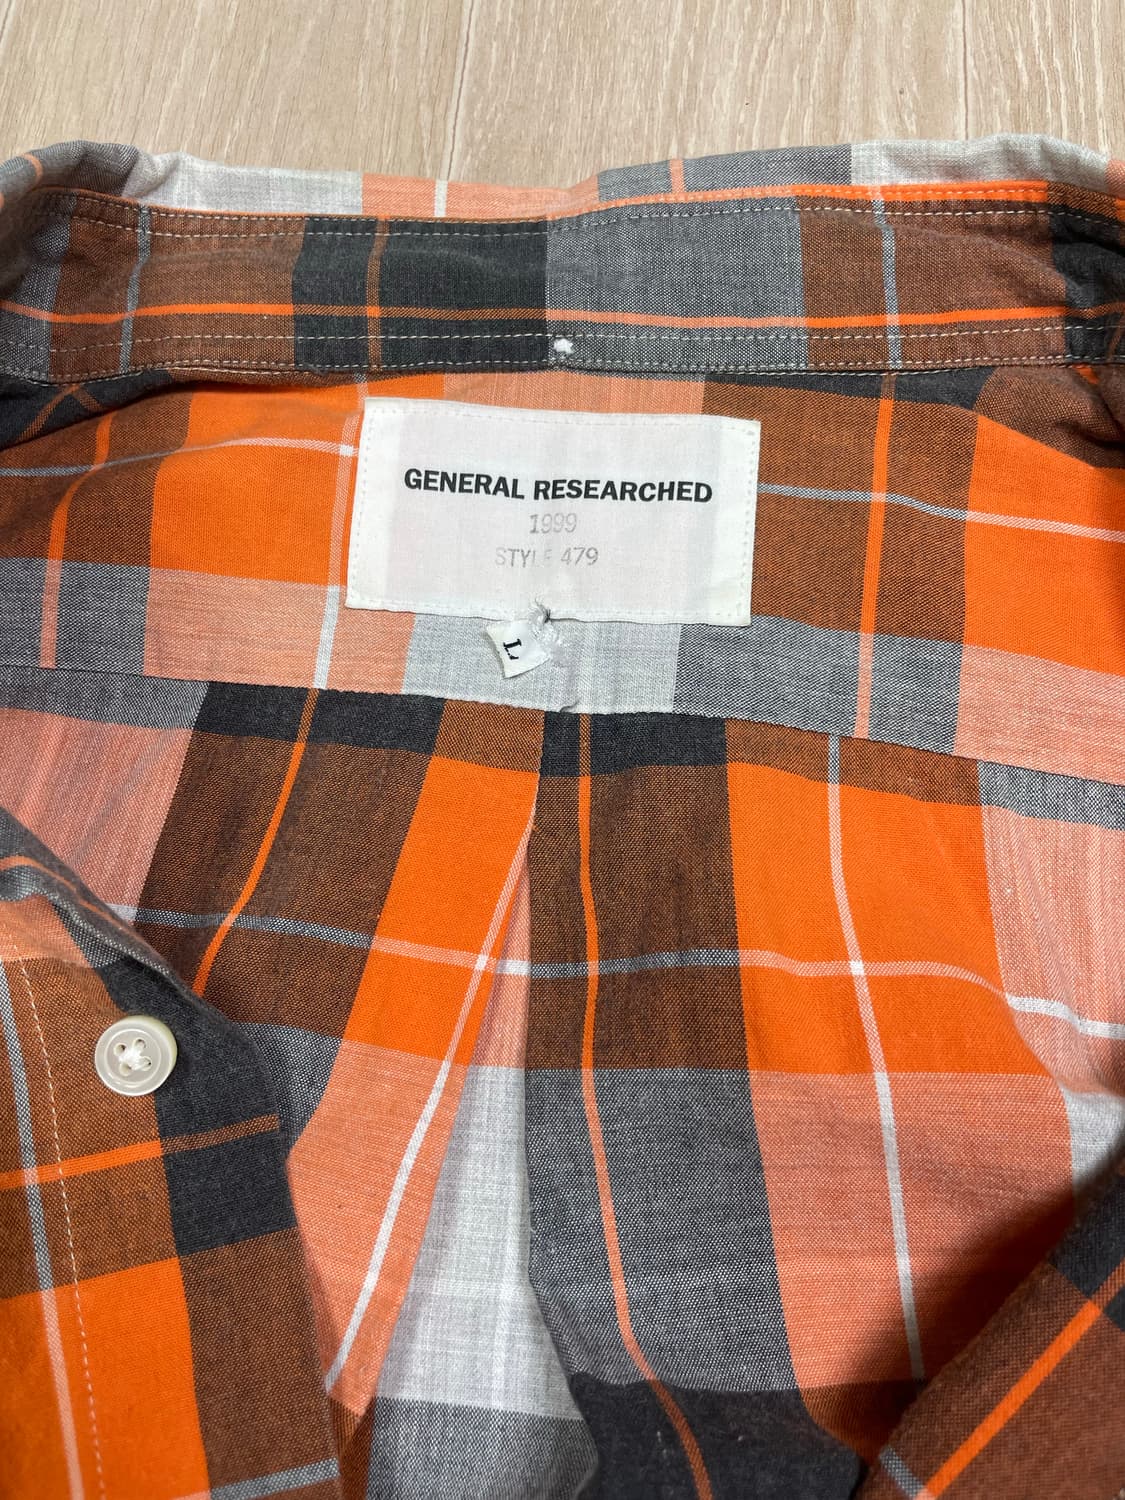 GENERAL RESEARCHED
1999
STYLE 479
L